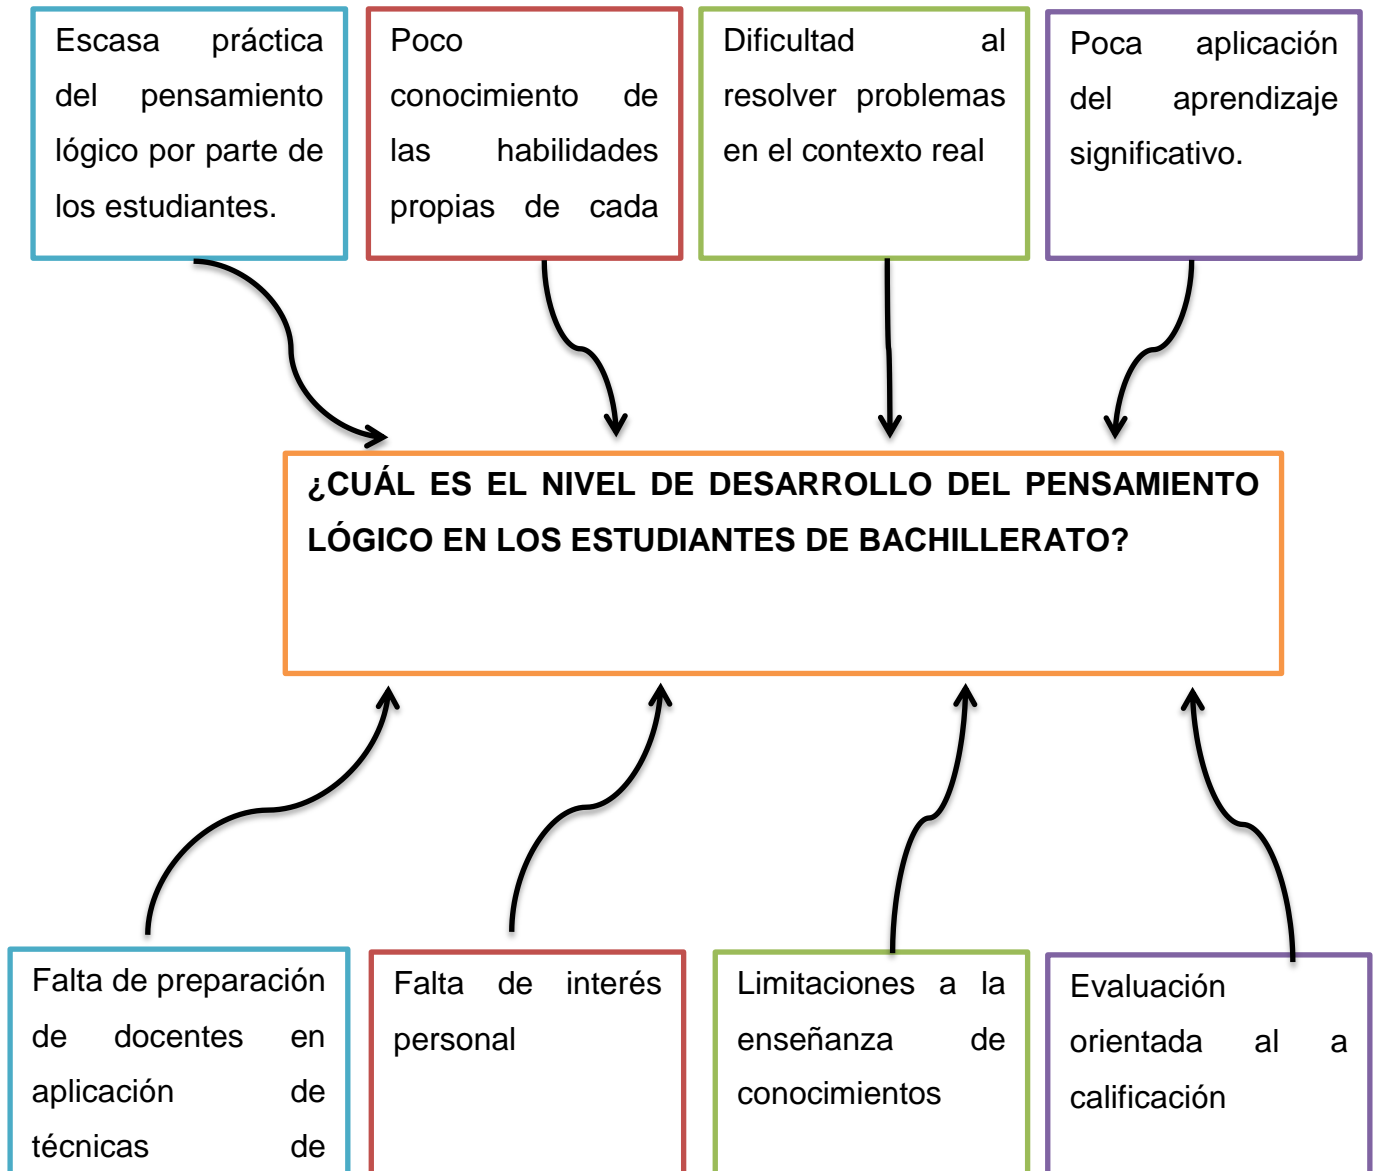 Escasa práctica
del pensamiento
lógico por parte de
los estudiantes.
Poco
conocimiento de
las habilidades
propias de cada
Dificultad al
resolver problemas
en el contexto real
Poca aplicación
del aprendizaje
significativo.
¿CUÁL ES EL NIVEL DE DESARROLLO DEL PENSAMIENTO
LÓGICO EN LOS ESTUDIANTES DE BACHILLERATO?
Falta de preparación
de docentes en
aplicación de
técnicas de
Falta de interés
personal
Limitaciones a la
enseñanza de
conocimientos
Evaluación
orientada al a
calificación